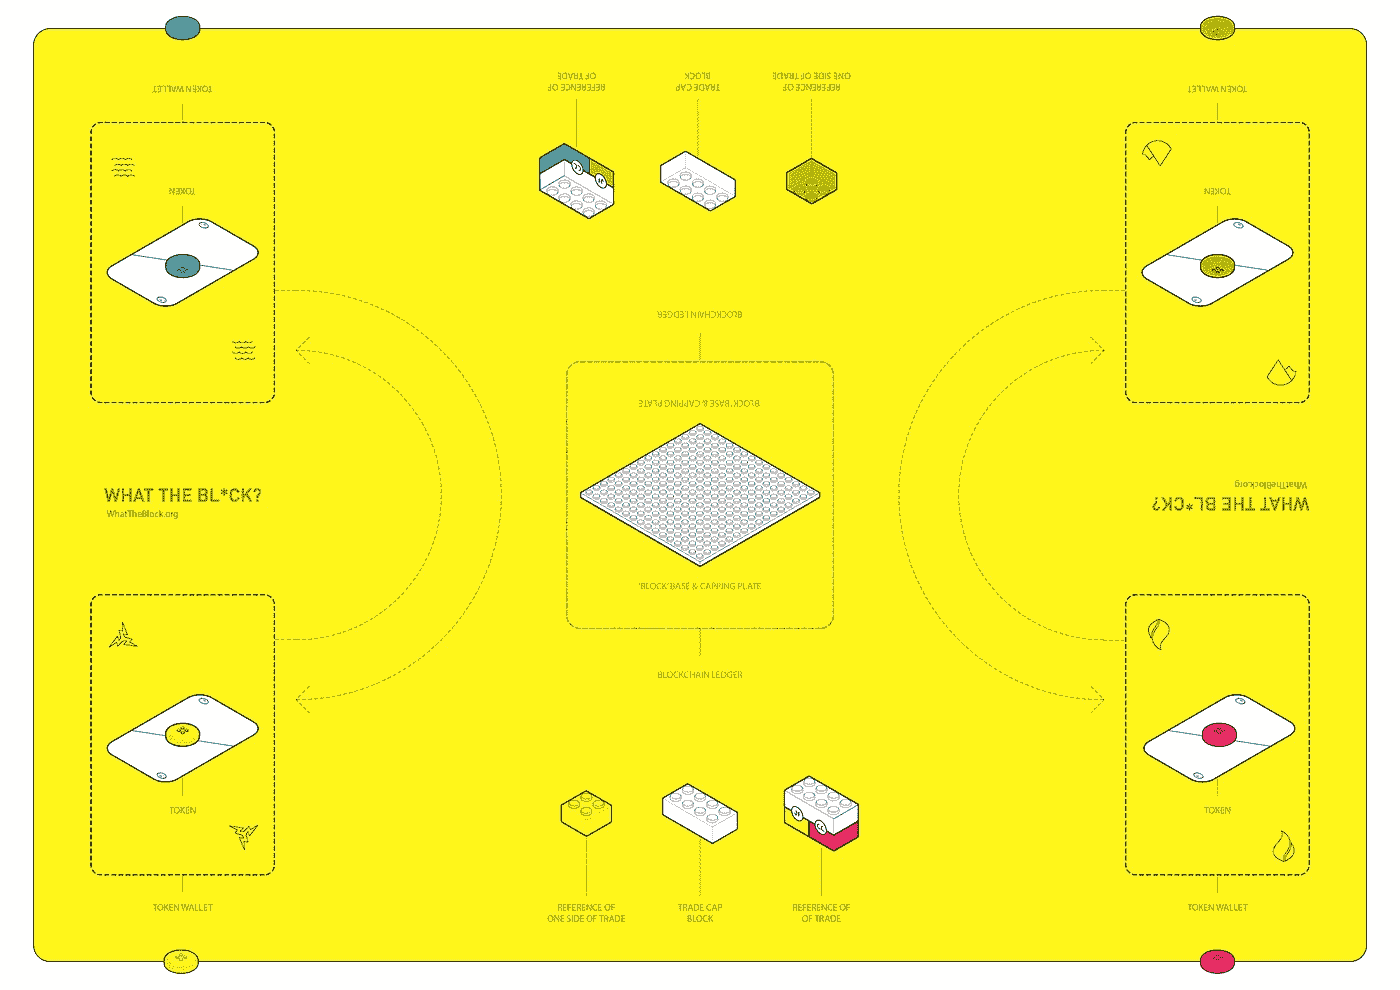 TOKEN WALLET
REFERENCE OF
OF TRADE
TRADE CAP
BLOCK
REFERENCE OF
ONE SIDE OF TRADE
TOKEN WALLET
TOKEN
TOKEN
BLOCKCHAIN LEDGER
'BLOCK' BASE & CAPPING PLATE
WHAT THE BL*CK?
WhatTheBlock.org
WHAT THE BL*CK?
WhatTheBlock.org
'BLOCK' BASE & CAPPING PLATE
BLOCKCHAIN LEDGER
TOKEN
TOKEN
TOKEN WALLET
REFERENCE OF
ONE SIDE OF TRADE
TRADE CAP
BLOCK
REFERENCE OF
OF TRADE
TOKEN WALLET